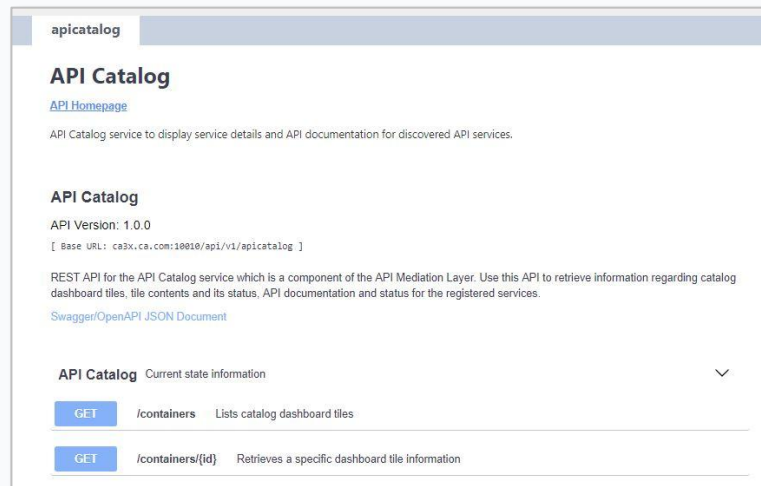 apicatalog
API Catalog
API Homepage
API Catalog service to display service details and API documentation for discovered API services.
API Catalog
API Version: 1.0.0
[ Base URL: ca3x.ca.com:10010/api/v1/apicatalog ]
REST API for the API Catalog service which is a component of the API Mediation Layer. Use this API to retrieve information regarding catalog
dashboard tiles, tile contents and its status, API documentation and status for the registered services.
Swagger/OpenAPI JSON Document
API Catalog Current state information
GET /containers Lists catalog dashboard tiles
GET /containers/{id} Retrieves a specific dashboard tile information